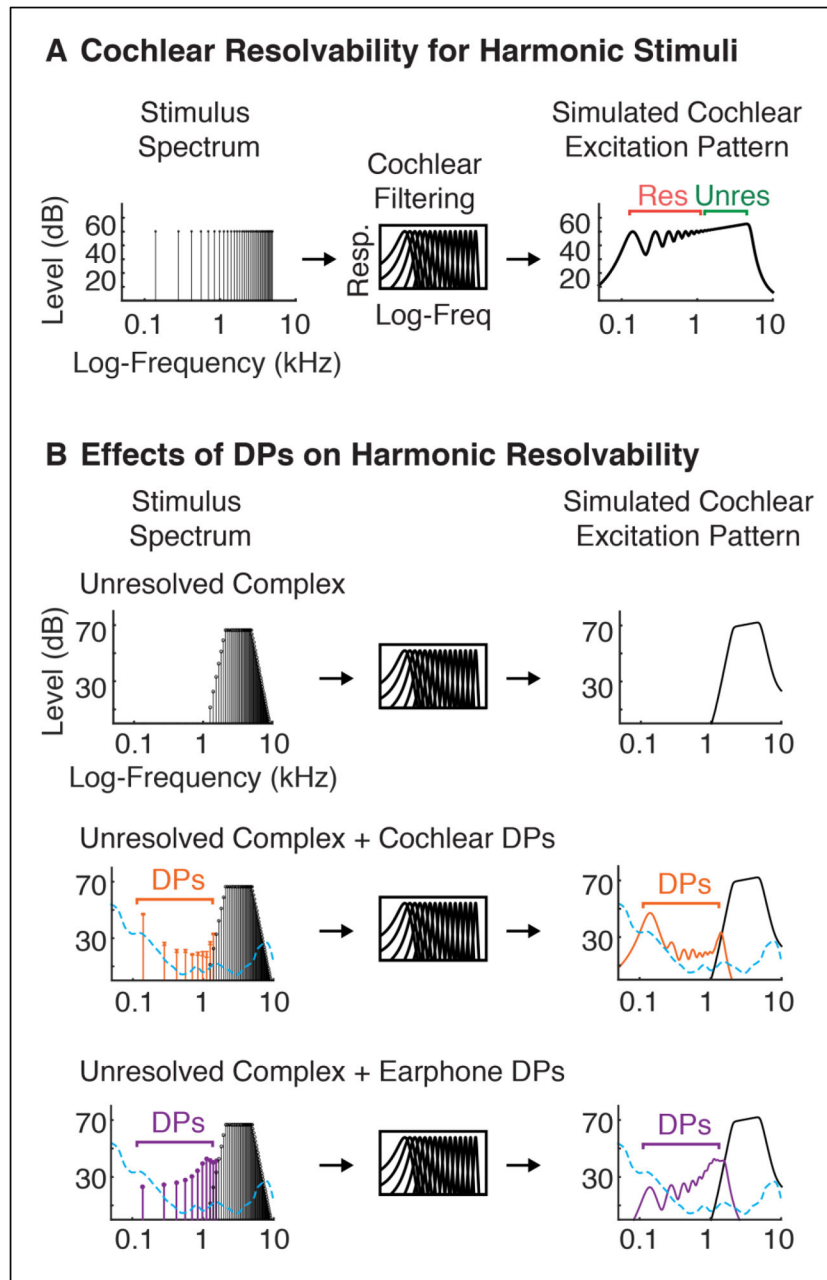 A Cochlear Resolvability for Harmonic Stimuli
Stimulus
Spectrum
Cochlear
Filtering
Simulated Cochlear
Excitation Pattern
Level (dB)
60
40
20
0.1 1 10
Log-Frequency (kHz)
Resp.
Log-Freq
Res Unres
60
40
20
0.1 1 10
B Effects of DPs on Harmonic Resolvability
Stimulus
Spectrum
Simulated Cochlear
Excitation Pattern
Unresolved Complex
Level (dB)
70
30
0.1 1 10
Log-Frequency (kHz)
70
30
0.1 1 10
Unresolved Complex + Cochlear DPs
70
30
DPs
0.1 1 10
70
30
DPs
0.1 1 10
Unresolved Complex + Earphone DPs
70
30
DPs
0.1 1 10
70
30
DPs
0.1 1 10